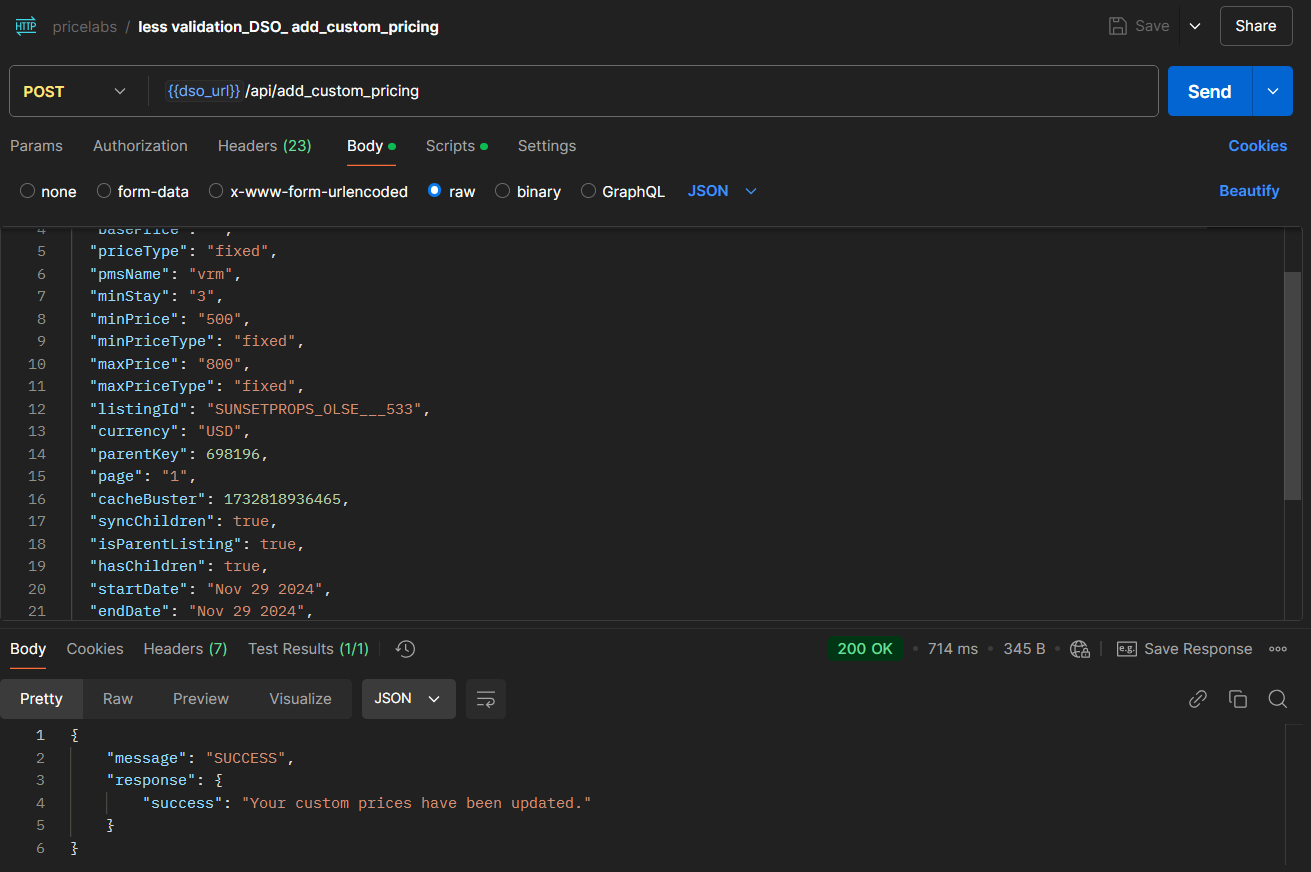 HTTP pricelabs / less validation_DSO_ add_custom_pricing Save Share
POST {{dso_url}} /api/add_custom_pricing Send
Params Authorization Headers (23) Body Scripts Settings Cookies
none form-data x-www-form-urlencoded raw binary GraphQL JSON Beautify
4 "basePrice": "",
5 "priceType": "fixed",
6 "pmsName": "vrm",
7 "minStay": "3",
8 "minPrice": "500",
9 "minPriceType": "fixed",
10 "maxPrice": "800",
11 "maxPriceType": "fixed",
12 "listingId": "SUNSETPROPS_OLSE___533",
13 "currency": "USD",
14 "parentKey": 698196,
15 "page": "1",
16 "cacheBuster": 1732818936465,
17 "syncChildren": true,
18 "isParentListing": true,
19 "hasChildren": true,
20 "startDate": "Nov 29 2024",
21 "endDate": "Nov 29 2024",
Body Cookies Headers (7) Test Results (1/1) 200 OK • 714 ms • 345 B • e.g. Save Response
Pretty Raw Preview Visualize JSON
1 {
2 "message": "SUCCESS",
3 "response": {
4 "success": "Your custom prices have been updated."
5 }
6 }